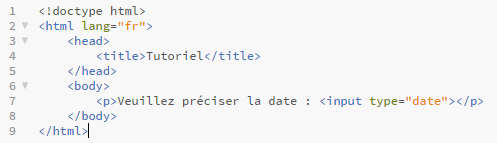 1 <!doctype html>
2 <html lang="fr">
3 <head>
4 <title>Tutoriel</title>
5 </head>
6 <body>
7 <p>Veuillez préciser la date : <input type="date"></p>
8 </body>
9 </html>